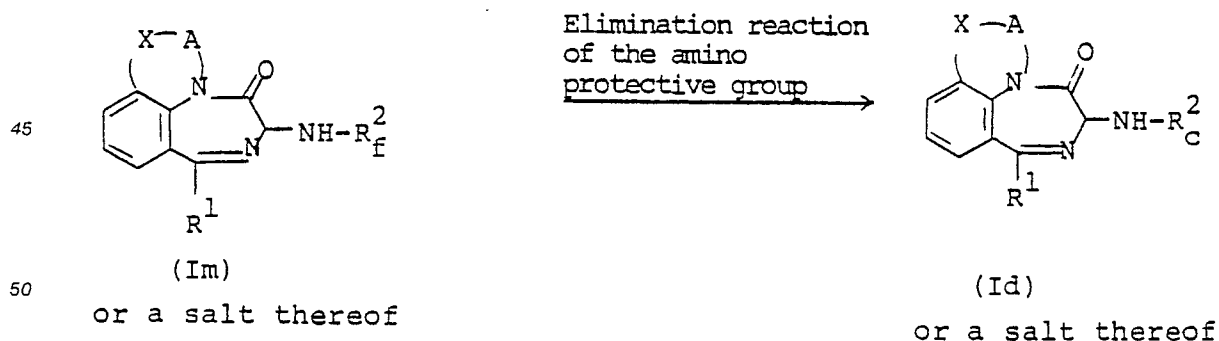 Elimination reaction
of the amino
protective group
X A
N O
45 NH-R²f
N
R¹
(Im)
50
or a salt thereof
X A
N O
NH-R²c
N
R¹
(Id)
or a salt thereof